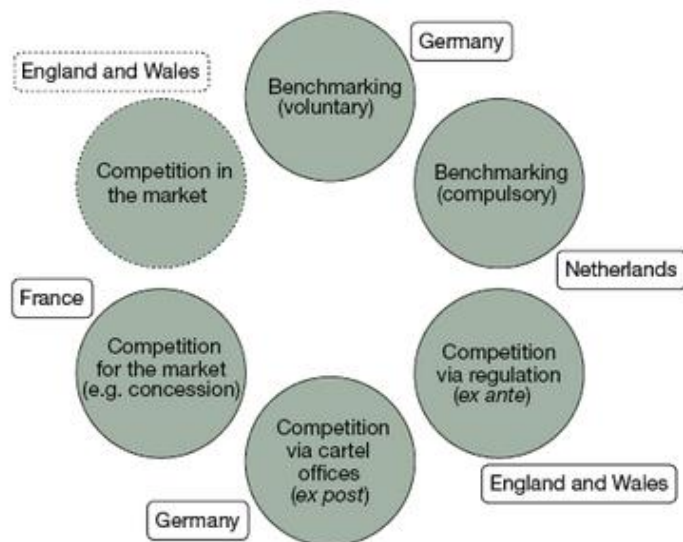 Germany
England and Wales
Benchmarking
(voluntary)
Competition in
the market
Benchmarking
(compulsory)
Netherlands
France
Competition
for the market
(e.g. concession)
Competition
via regulation
(ex ante)
Competition
via cartel
offices
(ex post)
England and Wales
Germany